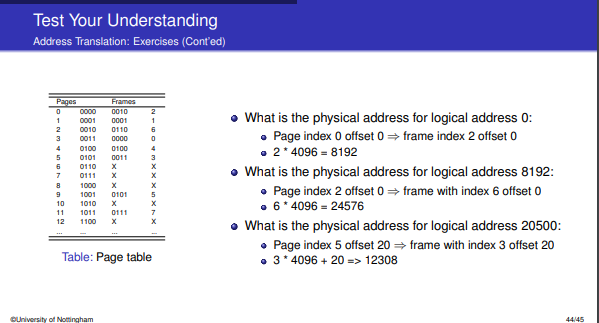 Test Your Understanding
Address Translation: Exercises (Cont'ed)
Pages Frames
0 0000 0010 2
1 0001 0001 1
2 0010 0110 6
3 0011 0000 0
4 0100 0100 4
5 0101 0011 3
6 0110 X X
7 0111 X X
8 1000 X X
9 1001 0101 5
10 1010 X X
11 1011 0111 7
12 1100 X X
... ... ... ...
Table: Page table
What is the physical address for logical address 0:
Page index 0 offset 0 ⇒ frame index 2 offset 0
2 * 4096 = 8192
What is the physical address for logical address 8192:
Page index 2 offset 0 ⇒ frame with index 6 offset 0
6 * 4096 = 24576
What is the physical address for logical address 20500:
Page index 5 offset 20 ⇒ frame with index 3 offset 20
3 * 4096 + 20 => 12308
©University of Nottingham
44/45